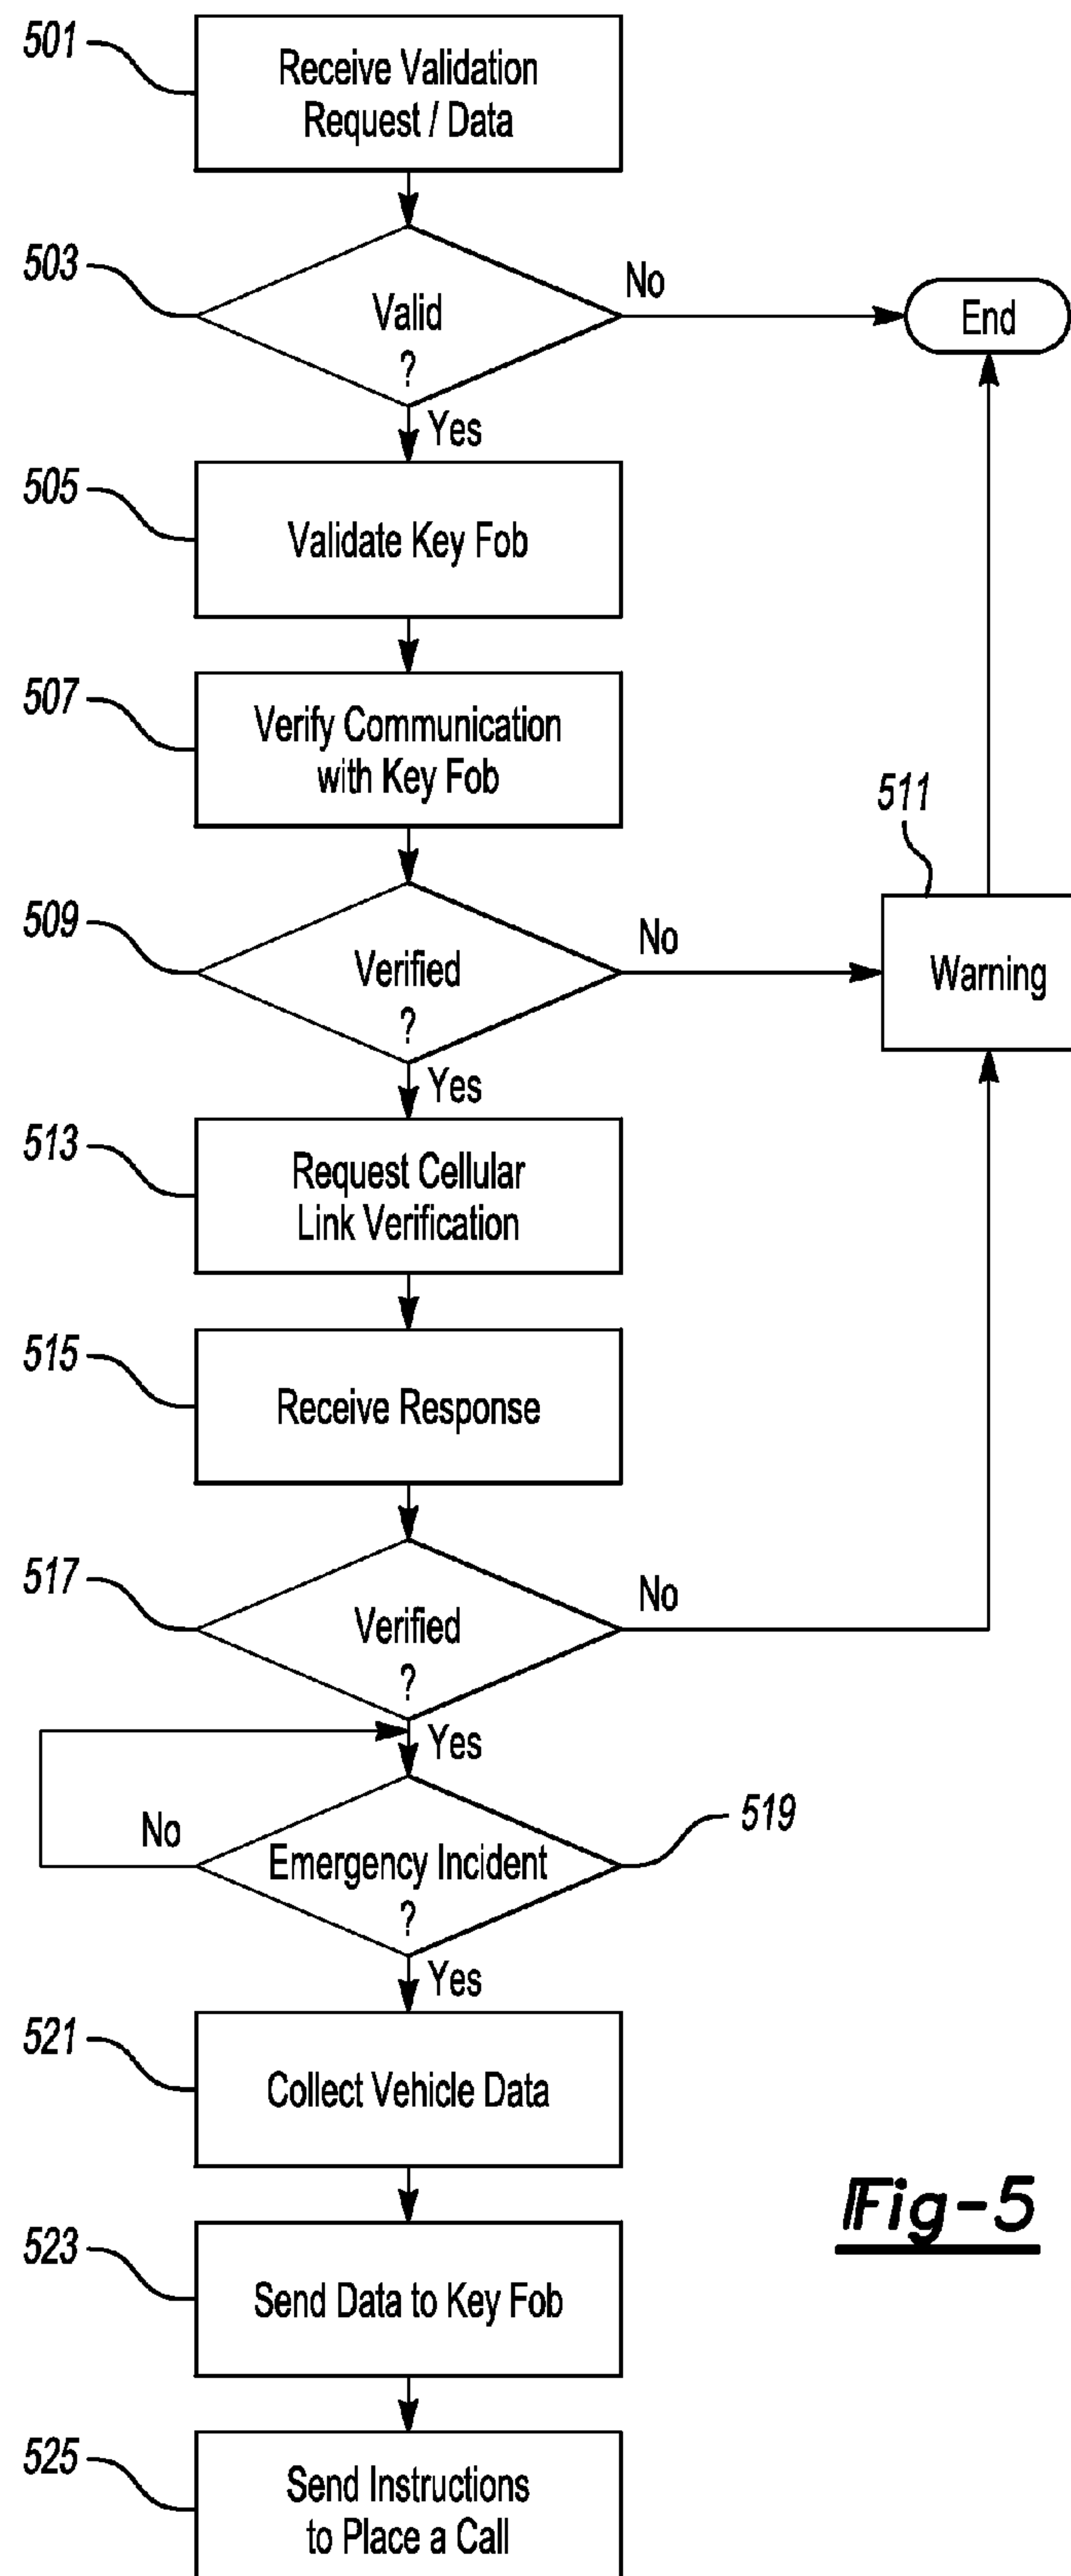 501
Receive Validation
Request / Data
503
Valid
?
No
End
Yes
505
Validate Key Fob
507
Verify Communication
with Key Fob
511
509
Verified
?
No
Warning
Yes
513
Request Cellular
Link Verification
515
Receive Response
517
Verified
?
No
Yes
519
No
Emergency Incident
?
Yes
521
Collect Vehicle Data
523
Send Data to Key Fob
Fig-5
525
Send Instructions
to Place a Call